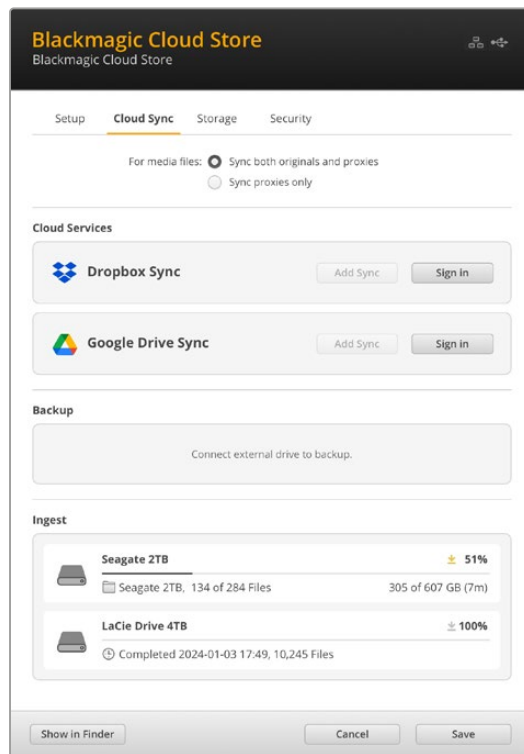 Blackmagic Cloud Store
Blackmagic Cloud Store
Setup Cloud Sync Storage Security
For media files: Sync both originals and proxies
Sync proxies only
Cloud Services
Dropbox Sync Add Sync Sign in
Google Drive Sync Add Sync Sign in
Backup
Connect external drive to backup.
Ingest
Seagate 2TB 51%
Seagate 2TB, 134 of 284 Files 305 of 607 GB (7m)
LaCie Drive 4TB 100%
Completed 2024-01-03 17:49, 10,245 Files
Show in Finder Cancel Save